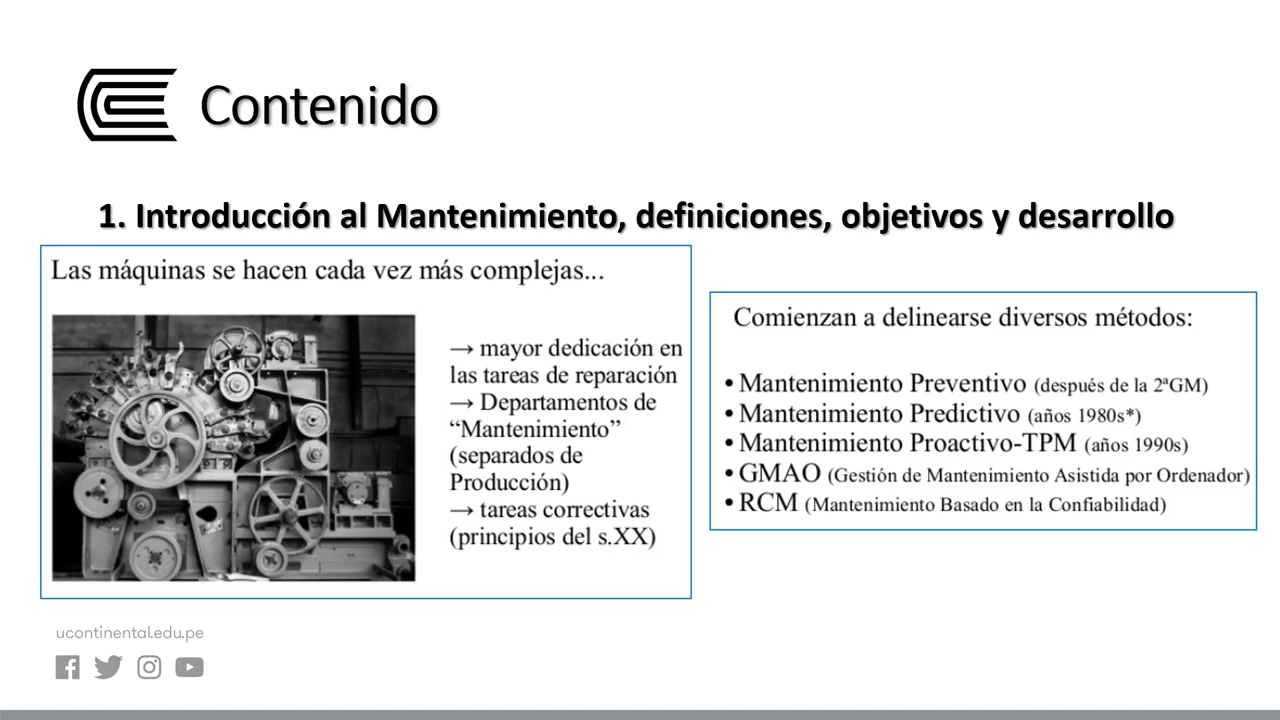 Contenido
1. Introducción al Mantenimiento, definiciones, objetivos y desarrollo
Las máquinas se hacen cada vez más complejas...
→ mayor dedicación en
las tareas de reparación
→ Departamentos de
“Mantenimiento”
(separados de
Producción)
→ tareas correctivas
(principios del s.XX)
Comienzan a delinearse diversos métodos:
• Mantenimiento Preventivo (después de la 2ªGM)
• Mantenimiento Predictivo (años 1980s*)
• Mantenimiento Proactivo-TPM (años 1990s)
• GMAO (Gestión de Mantenimiento Asistida por Ordenador)
• RCM (Mantenimiento Basado en la Confiabilidad)
ucontinental.edu.pe